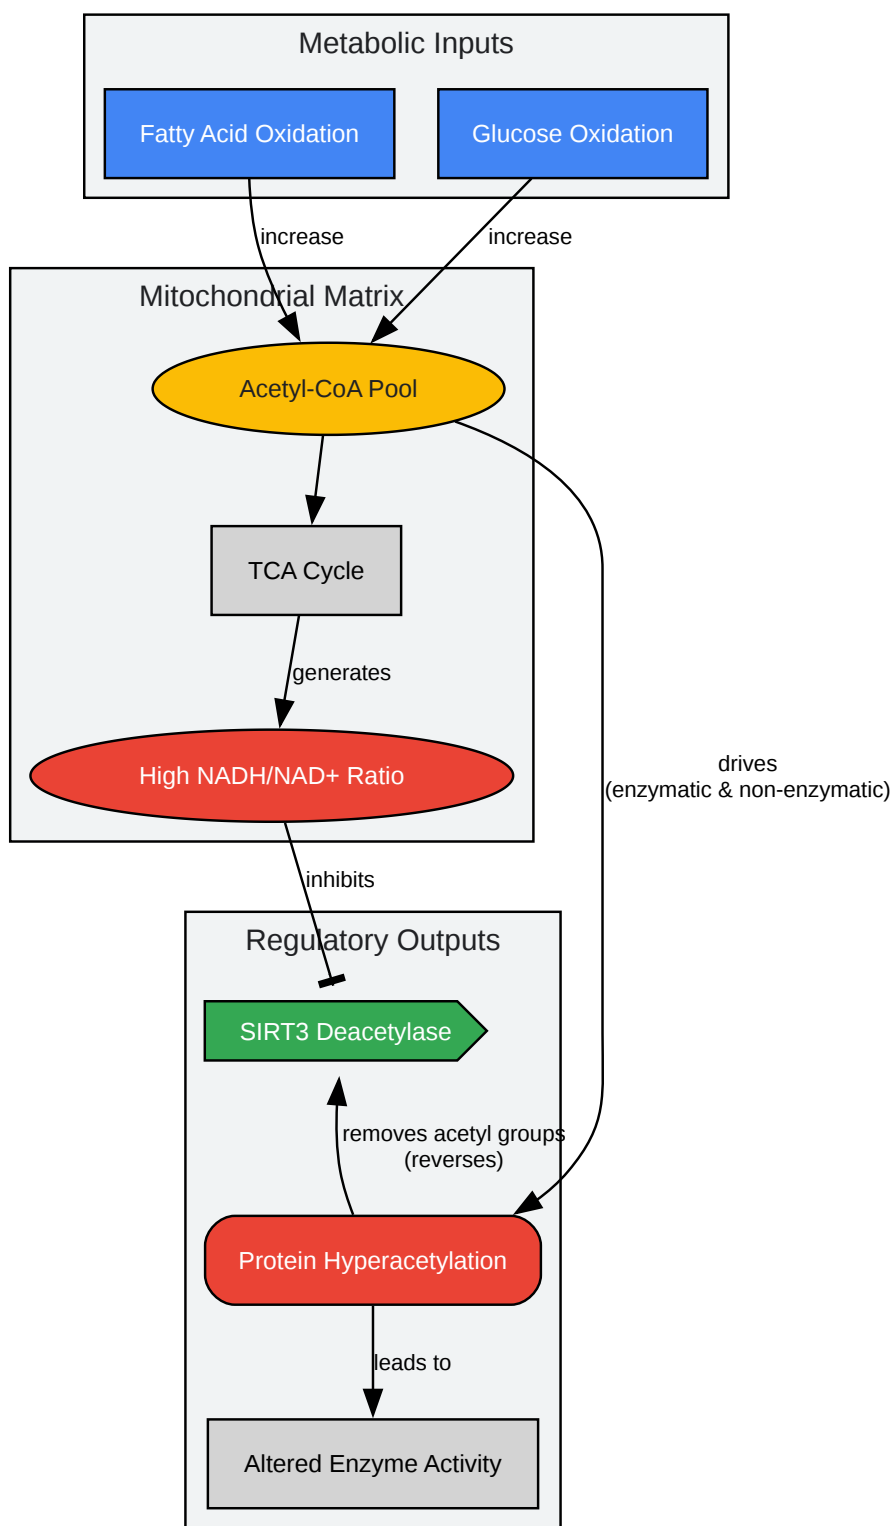 Metabolic Inputs
Fatty Acid Oxidation
Glucose Oxidation
increase
increase
Mitochondrial Matrix
Acetyl-CoA Pool
TCA Cycle
generates
High NADH/NAD+ Ratio
drives
(enzymatic & non-enzymatic)
inhibits
Regulatory Outputs
SIRT3 Deacetylase
removes acetyl groups
(reverses)
Protein Hyperacetylation
leads to
Altered Enzyme Activity